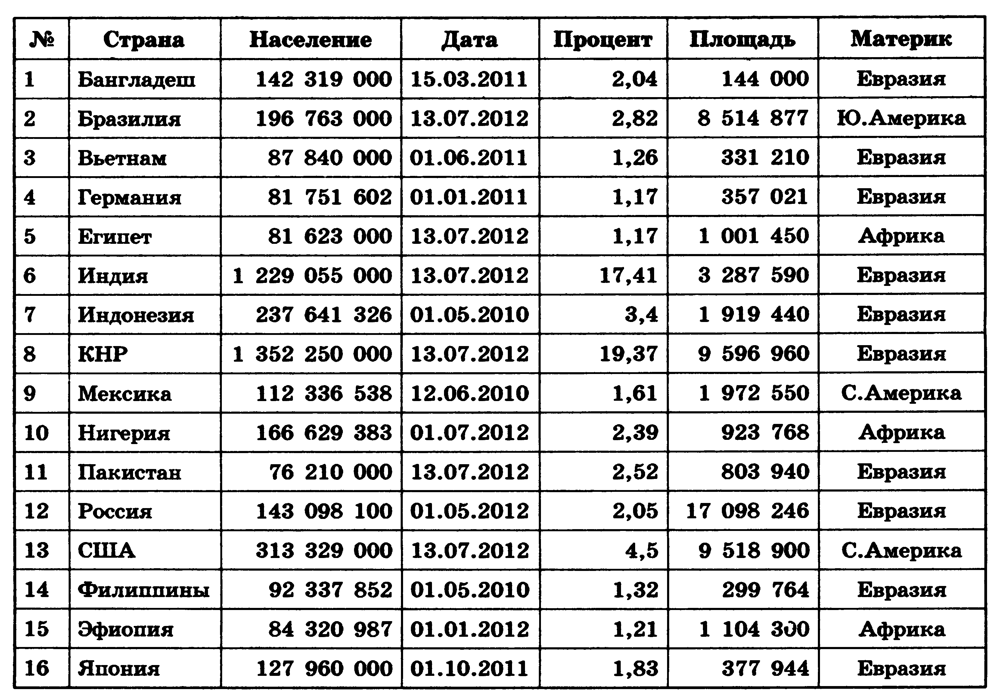 № Страна Население Дата Процент Площадь Материк
1 Бангладеш 142 319 000 15.03.2011 2,04 144 000 Евразия
2 Бразилия 196 763 000 13.07.2012 2,82 8 514 877 Ю.Америка
3 Вьетнам 87 840 000 01.06.2011 1,26 331 210 Евразия
4 Германия 81 751 602 01.01.2011 1,17 357 021 Евразия
5 Египет 81 623 000 13.07.2012 1,17 1 001 450 Африка
6 Индия 1 229 055 000 13.07.2012 17,41 3 287 590 Евразия
7 Индонезия 237 641 326 01.05.2010 3,4 1 919 440 Евразия
8 КНР 1 352 250 000 13.07.2012 19,37 9 596 960 Евразия
9 Мексика 112 336 538 12.06.2010 1,61 1 972 550 С.Америка
10 Нигерия 166 629 383 01.07.2012 2,39 923 768 Африка
11 Пакистан 76 210 000 13.07.2012 2,52 803 940 Евразия
12 Россия 143 098 100 01.05.2012 2,05 17 098 246 Евразия
13 США 313 329 000 13.07.2012 4,5 9 518 900 С.Америка
14 Филиппины 92 337 852 01.05.2010 1,32 299 764 Евразия
15 Эфиопия 84 320 987 01.01.2012 1,21 1 104 300 Африка
16 Япония 127 960 000 01.10.2011 1,83 377 944 Евразия